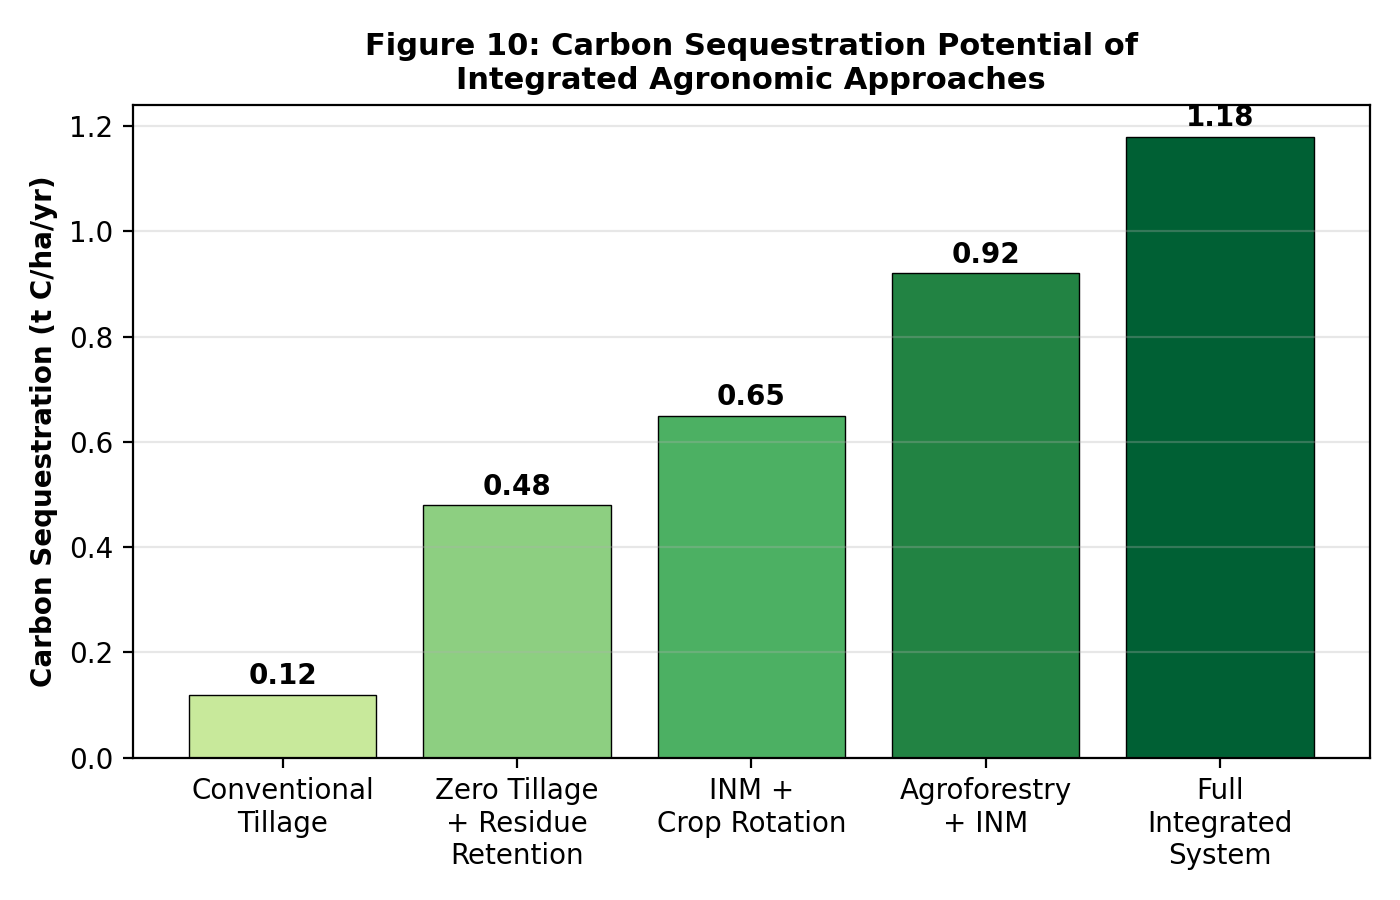 Figure 10: Carbon Sequestration Potential of
Integrated Agronomic Approaches
Carbon Sequestration (t C/ha/yr)
1.2
1.0
0.8
0.6
0.4
0.2
0.0
0.12
0.48
0.65
0.92
1.18
Conventional
Tillage
Zero Tillage
+ Residue
Retention
INM +
Crop Rotation
Agroforestry
+ INM
Full
Integrated
System